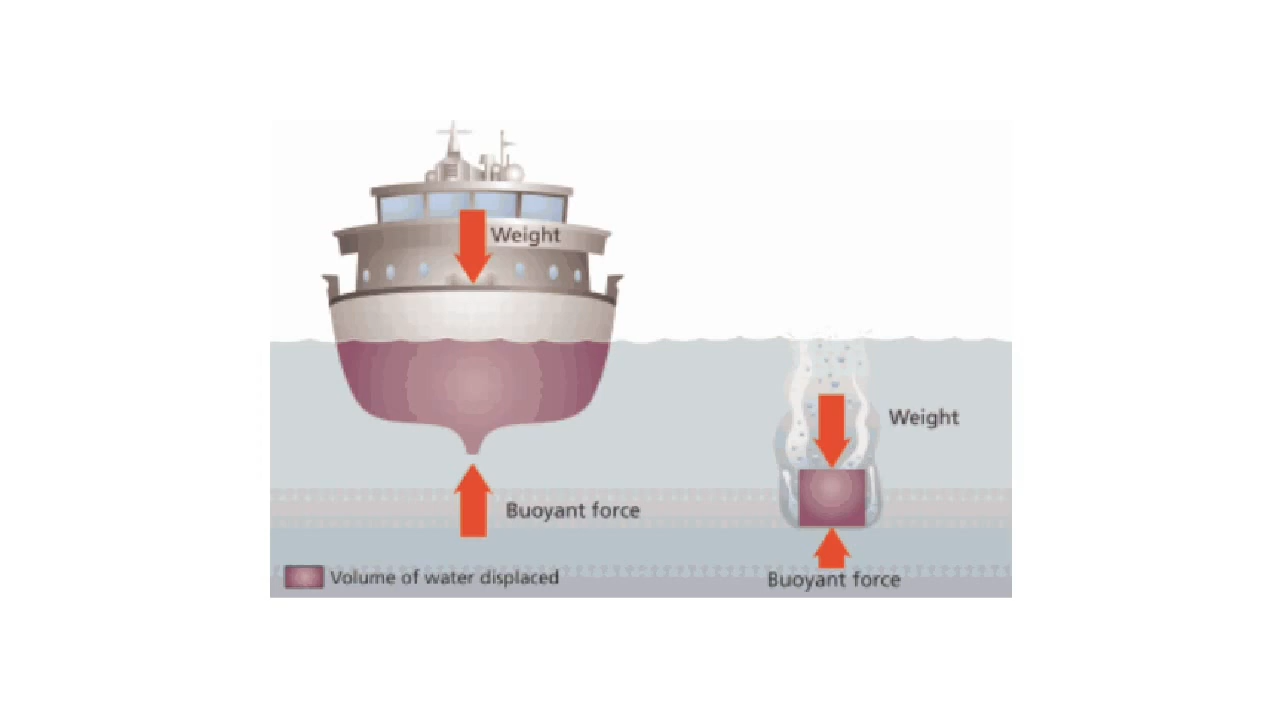 Weight
Weight
Buoyant force
Volume of water displaced
Buoyant force